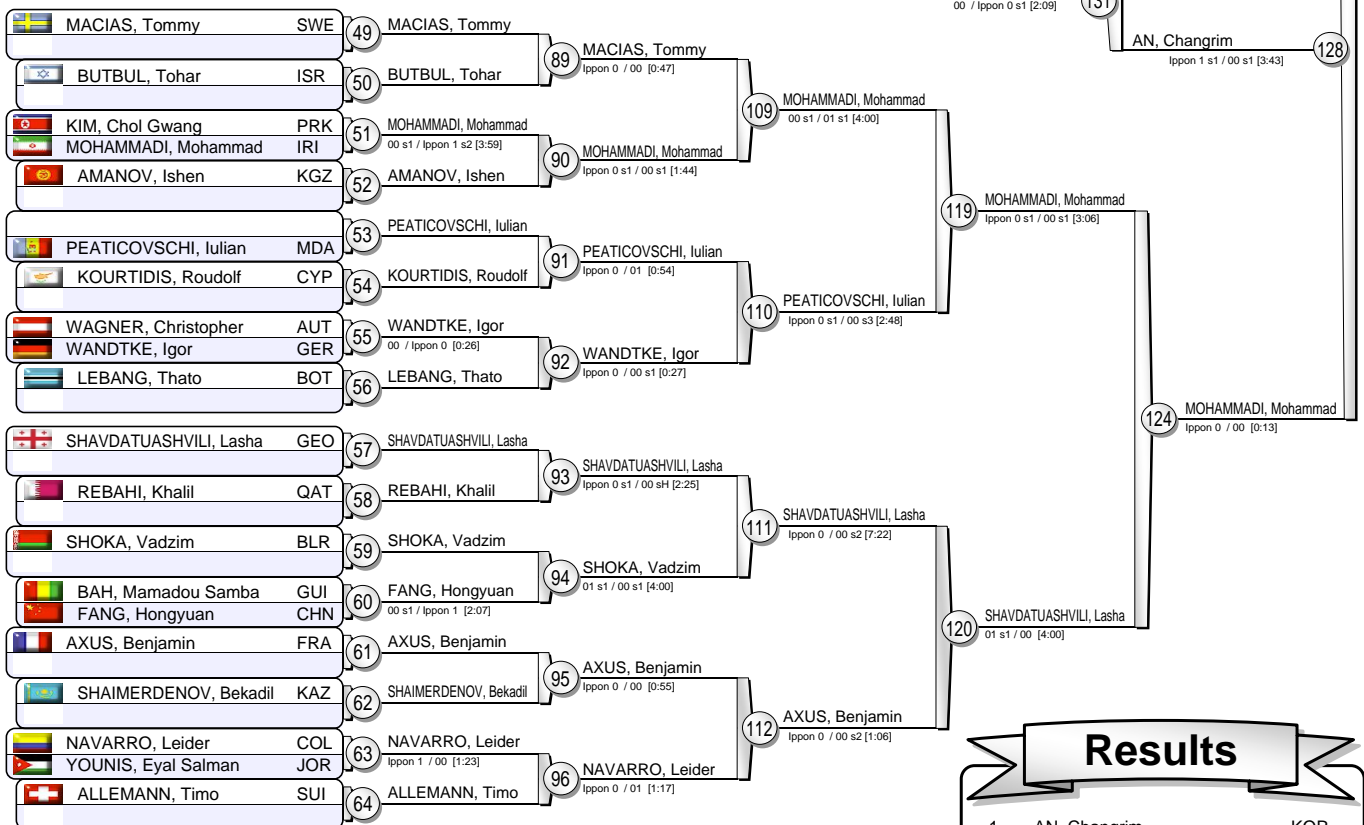 00 / Ippon 0 s1 [2:09]
131
AN, Changrim
Ippon 1 s1 / 00 s1 [3:43]
128
MACIAS, Tommy SWE
49
MACIAS, Tommy
89
MACIAS, Tommy
Ippon 0 / 00 [0:47]
BUTBUL, Tohar ISR
50
BUTBUL, Tohar
109
MOHAMMADI, Mohammad
00 s1 / 01 s1 [4:00]
KIM, Chol Gwang PRK
MOHAMMADI, Mohammad IRI
51
MOHAMMADI, Mohammad
00 s1 / Ippon 1 s2 [3:59]
90
MOHAMMADI, Mohammad
Ippon 0 s1 / 00 s1 [1:44]
AMANOV, Ishen KGZ
52
AMANOV, Ishen
119
MOHAMMADI, Mohammad
Ippon 0 s1 / 00 s1 [3:06]
PEATICOVSCHI, Iulian MDA
53
PEATICOVSCHI, Iulian
91
PEATICOVSCHI, Iulian
Ippon 0 / 01 [0:54]
KOURTIDIS, Roudolf CYP
54
KOURTIDIS, Roudolf
110
PEATICOVSCHI, Iulian
Ippon 0 s1 / 00 s3 [2:48]
WAGNER, Christopher AUT
WANDTKE, Igor GER
55
WANDTKE, Igor
00 / Ippon 0 [0:26]
92
WANDTKE, Igor
Ippon 0 / 00 s1 [0:27]
LEBANG, Thato BOT
56
LEBANG, Thato
124
MOHAMMADI, Mohammad
Ippon 0 / 00 [0:13]
SHAVDATUASHVILI, Lasha GEO
57
SHAVDATUASHVILI, Lasha
93
SHAVDATUASHVILI, Lasha
Ippon 0 s1 / 00 sH [2:25]
REBAHI, Khalil QAT
58
REBAHI, Khalil
111
SHAVDATUASHVILI, Lasha
Ippon 0 / 00 s2 [7:22]
SHOKA, Vadzim BLR
59
SHOKA, Vadzim
94
SHOKA, Vadzim
01 s1 / 00 s1 [4:00]
BAH, Mamadou Samba GUI
FANG, Hongyuan CHN
60
FANG, Hongyuan
00 s1 / Ippon 1 [2:07]
120
SHAVDATUASHVILI, Lasha
01 s1 / 00 [4:00]
AXUS, Benjamin FRA
61
AXUS, Benjamin
95
AXUS, Benjamin
Ippon 0 / 00 [0:55]
SHAIMERDENOV, Bekadil KAZ
62
SHAIMERDENOV, Bekadil
112
AXUS, Benjamin
Ippon 0 / 00 s2 [1:06]
NAVARRO, Leider COL
YOUNIS, Eyal Salman JOR
63
NAVARRO, Leider
Ippon 1 / 00 [1:23]
96
NAVARRO, Leider
Ippon 0 / 01 [1:17]
ALLEMANN, Timo SUI
64
ALLEMANN, Timo
Results
1 AN, Changrim KOR